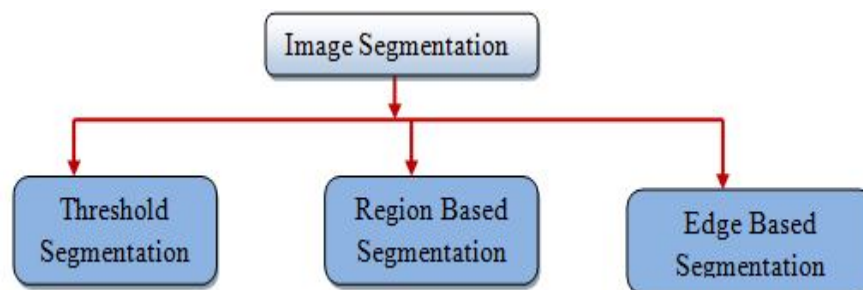 Image Segmentation
Threshold
Segmentation
Region Based
Segmentation
Edge Based
Segmentation